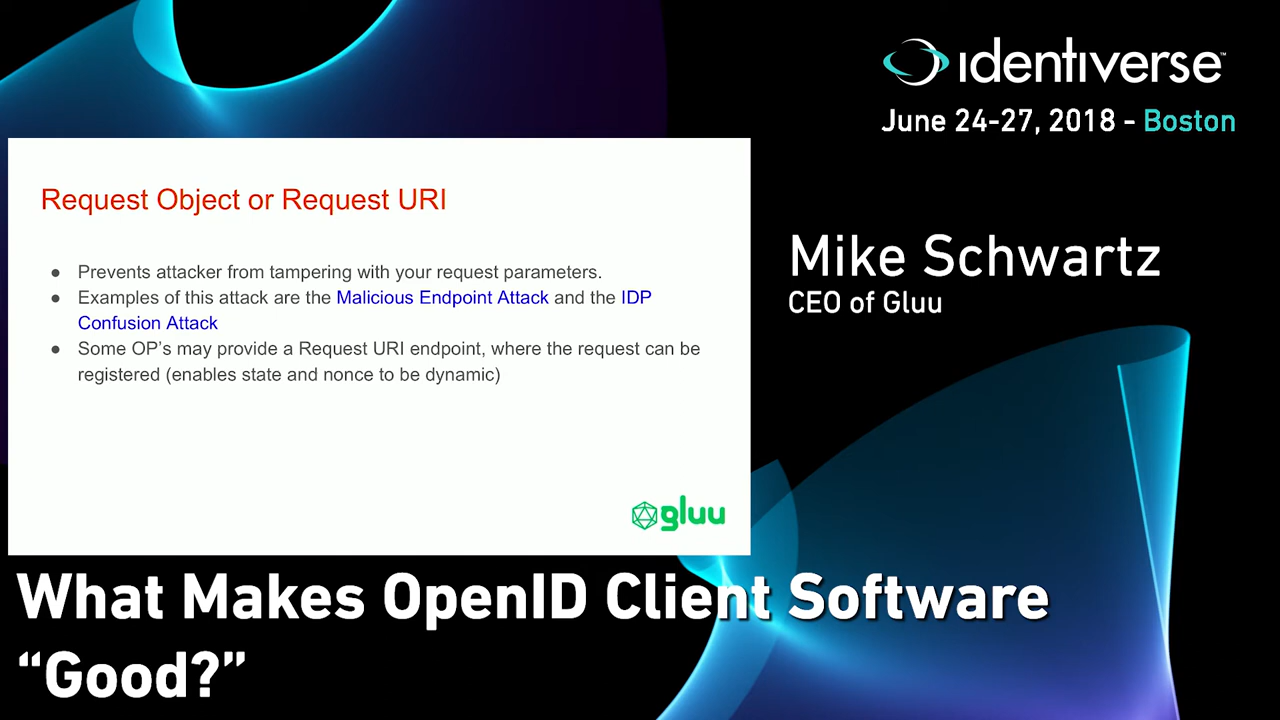 identiverse™
June 24-27, 2018 - Boston
Request Object or Request URI
● Prevents attacker from tampering with your request parameters.
● Examples of this attack are the Malicious Endpoint Attack and the IDP
Confusion Attack
● Some OP's may provide a Request URI endpoint, where the request can be
registered (enables state and nonce to be dynamic)
gluu
Mike Schwartz
CEO of Gluu
What Makes OpenID Client Software
“Good?”